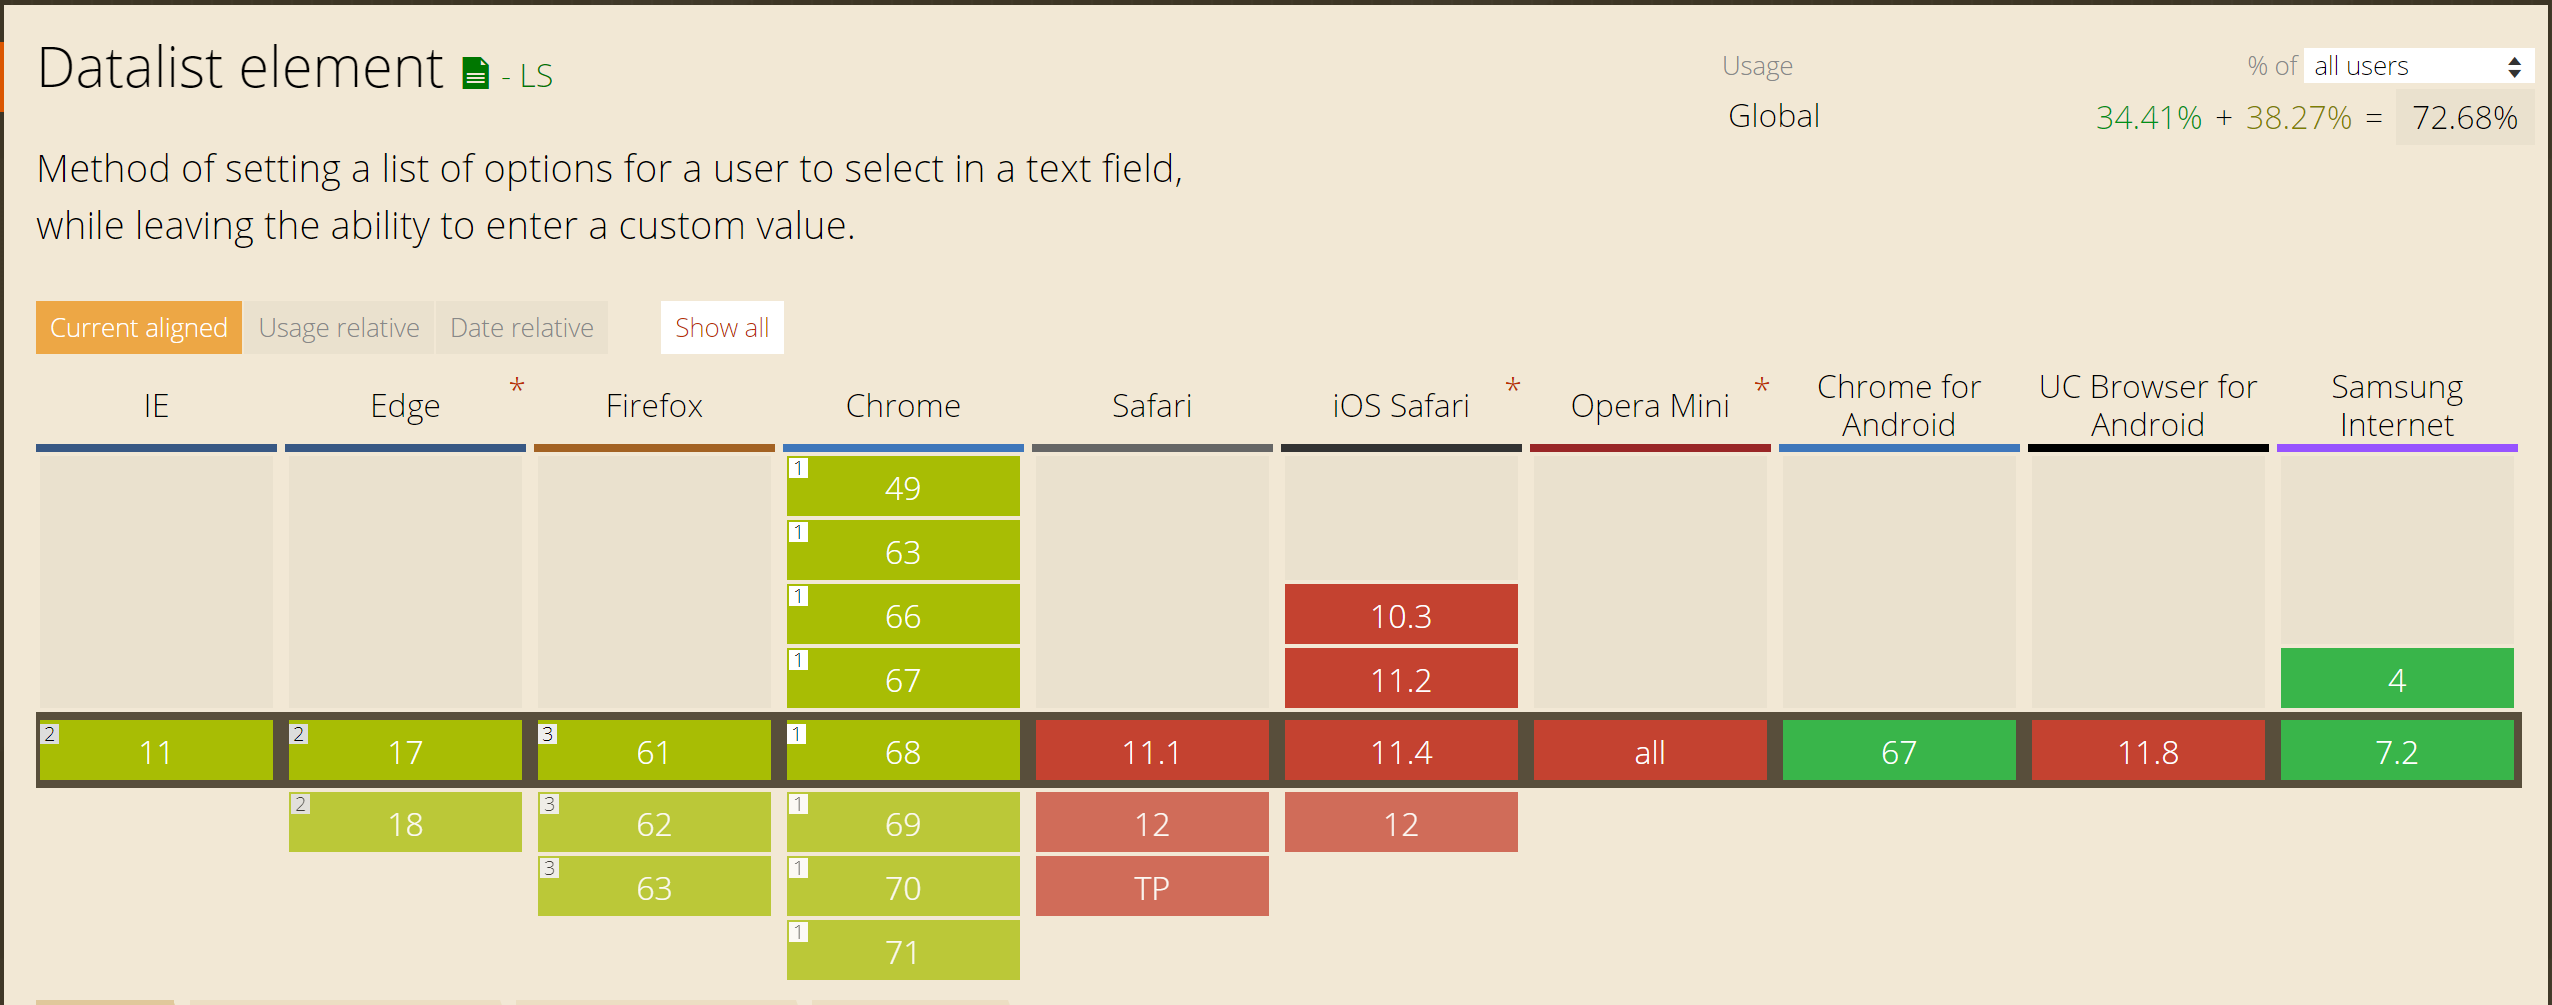 Datalist element - LS
Usage % of all users
Global 34.41% + 38.27% = 72.68%
Method of setting a list of options for a user to select in a text field,
while leaving the ability to enter a custom value.
Current aligned Usage relative Date relative Show all
IE Edge * Firefox Chrome Safari iOS Safari * Opera Mini * Chrome for Android UC Browser for Android Samsung Internet
1 49
1 63
1 66 10.3
1 67 11.2 4
2 11 2 17 3 61 1 68 11.1 11.4 all 67 11.8 7.2
2 18 3 62 1 69 12 12
3 63 1 70 TP
1 71